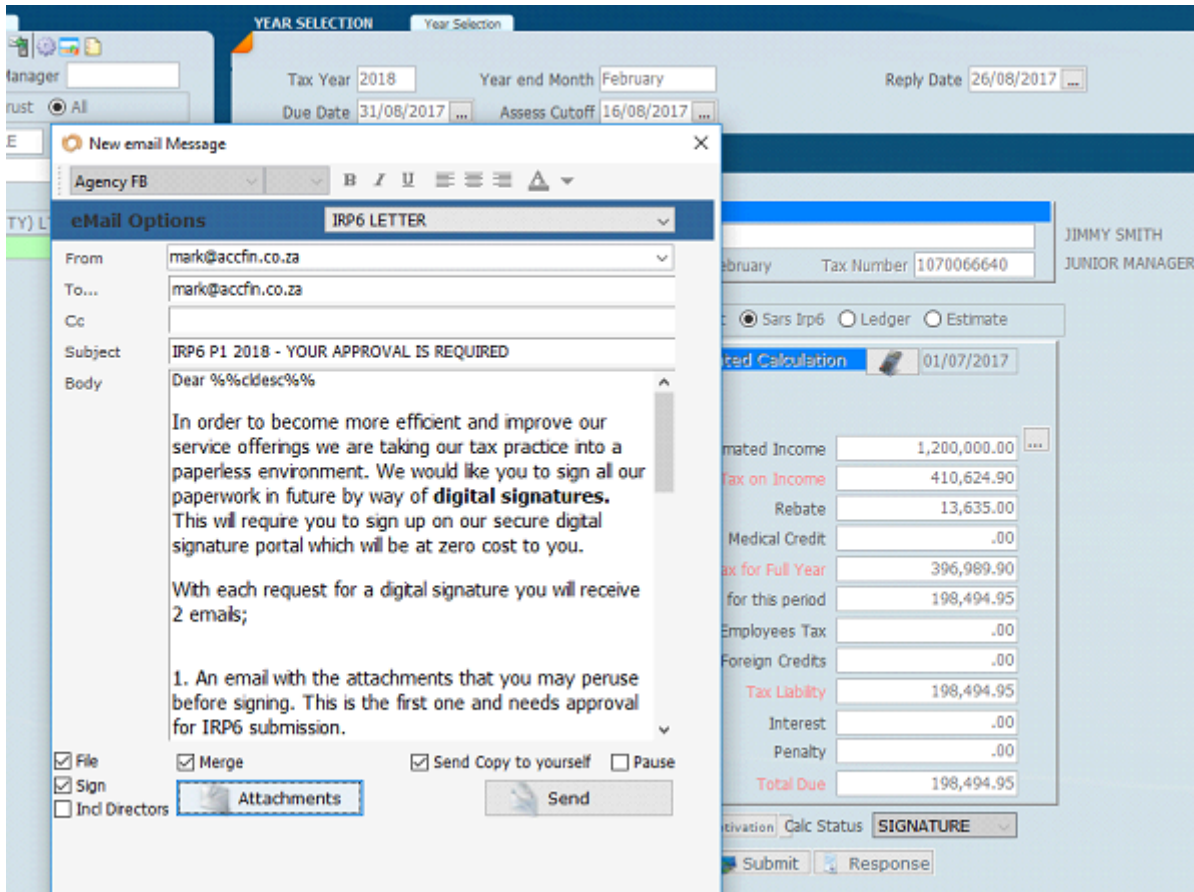 YEAR SELECTION Year Selection
Manager
Tax Year 2018 Year end Month February Reply Date 26/08/2017 ...
All
Due Date 31/08/2017 ... Assess Cutoff 16/08/2017 ...
New email Message
Agency FB B I U A
eMail Options IRP6 LETTER
JIMMY SMITH
From mark@accfin.co.za
Tax Number 1070066640 JUNIOR MANAGER
To... mark@accfin.co.za
Cc
Sars Irp6 Ledger Estimate
Subject IRP6 P1 2018 - YOUR APPROVAL IS REQUIRED
Calculation 01/07/2017
Body Dear %%cldesc%%
In order to become more efficient and improve our
service offerings we are taking our tax practice into a
paperless environment. We would like you to sign all our
paperwork in future by way of digital signatures.
This will require you to sign up on our secure digital
signature portal which will be at zero cost to you.
With each request for a digital signature you will receive
2 emails;
1. An email with the attachments that you may peruse
before signing. This is the first one and needs approval
for IRP6 submission.
File Merge Send Copy to yourself Pause
Sign
Attachments Send
Incl Directors
Income 1,200,000.00 ...
Tax on Income 410,624.90
Rebate 13,635.00
Medical Credit .00
Tax for Full Year 396,989.90
for this period 198,494.95
Employees Tax .00
Foreign Credits .00
Tax Liability 198,494.95
Interest .00
Penalty .00
Total Due 198,494.95
Calc Status SIGNATURE
Submit Response